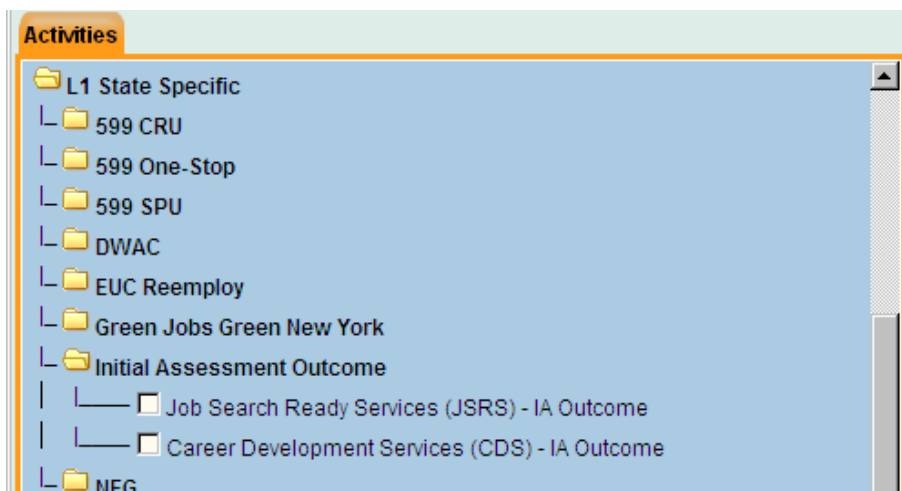 Activities
L1 State Specific
599 CRU
599 One-Stop
599 SPU
DWAC
EUC Reemploy
Green Jobs Green New York
Initial Assessment Outcome
Job Search Ready Services (JSRS) - IA Outcome
Career Development Services (CDS) - IA Outcome
NEG